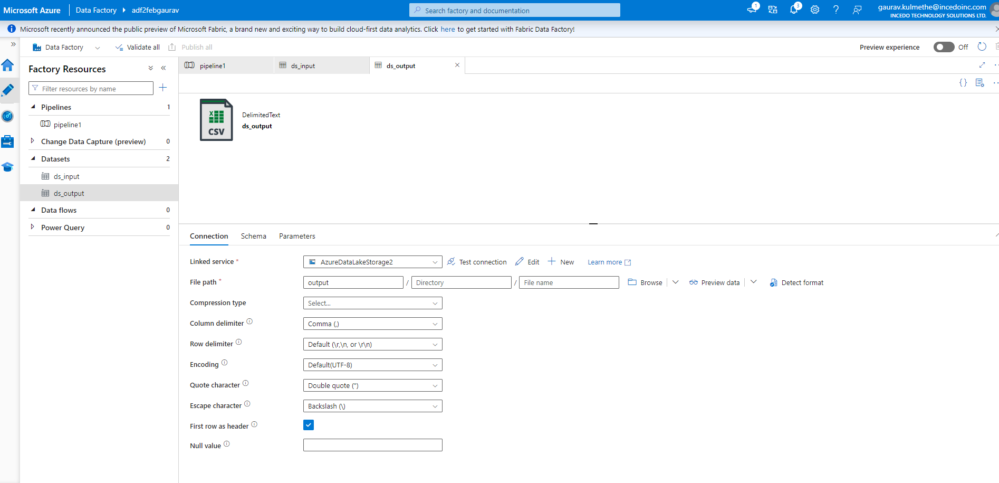 Microsoft Azure Data Factory adf2febgaurav Search factory and documentation 1 3 gaurav.kulmethe@incedoinc.com
INCEDO TECHNOLOGY SOLUTIONS LTD.
Microsoft recently announced the public preview of Microsoft Fabric, a brand new and exciting way to build cloud-first data analytics. Click here to get started with Fabric Data Factory!
Data Factory Validate all Publish all Preview experience Off
Factory Resources
Filter resources by name
Pipelines 1
pipeline1
Change Data Capture (preview) 0
Datasets 2
ds_input
ds_output
Data flows 0
Power Query 0
pipeline1 ds_input ds_output
{}
CSV
DelimitedText
ds_output
Connection Schema Parameters
Linked service * AzureDataLakeStorage2 Test connection Edit New Learn more
File path * output / Directory / File name Browse Preview data Detect format
Compression type Select...
Column delimiter Comma (,)
Row delimiter Default (\r,\n, or \r\n)
Encoding Default(UTF-8)
Quote character Double quote (")
Escape character Backslash (\)
First row as header
Null value